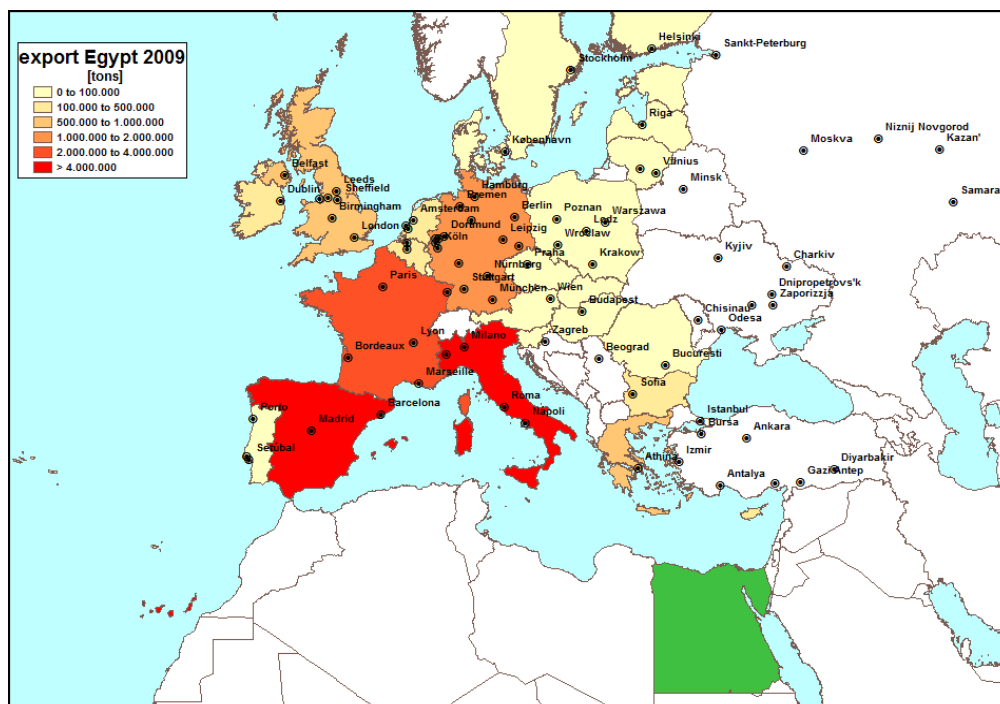 export Egypt 2009
[tons]
0 to 100.000
100.000 to 500.000
500.000 to 1.000.000
1.000.000 to 2.000.000
2.000.000 to 4.000.000
> 4.000.000
Helsinki
Sankt-Peterburg
Stockholm
Riga
København
Niznij Novgorod
Moskva
Kazan'
Vilnius
Minsk
Samara
Belfast
Leeds
Sheffield
Dublin
Birmingham
London
Hamburg
Bremen
Amsterdam
Berlin
Poznan
Warszawa
Lodz
Dortmund
Leipzig
Wroclaw
Köln
Praha
Krakow
Kyjiv
Charkiv
Nürnberg
Paris
Stuttgart
München
Wien
Dnipropetrovs'k
Zaporizzja
Budapest
Chisinau
Odesa
Lyon
Milano
Zagreb
Bordeaux
Beograd
Bucuresti
Marseille
Sofia
Roma
Porto
Barcelona
Madrid
Napoli
Istanbul
Bursa
Ankara
Setubal
Athina
Izmir
Diyarbakir
Antalya
Gaziantep